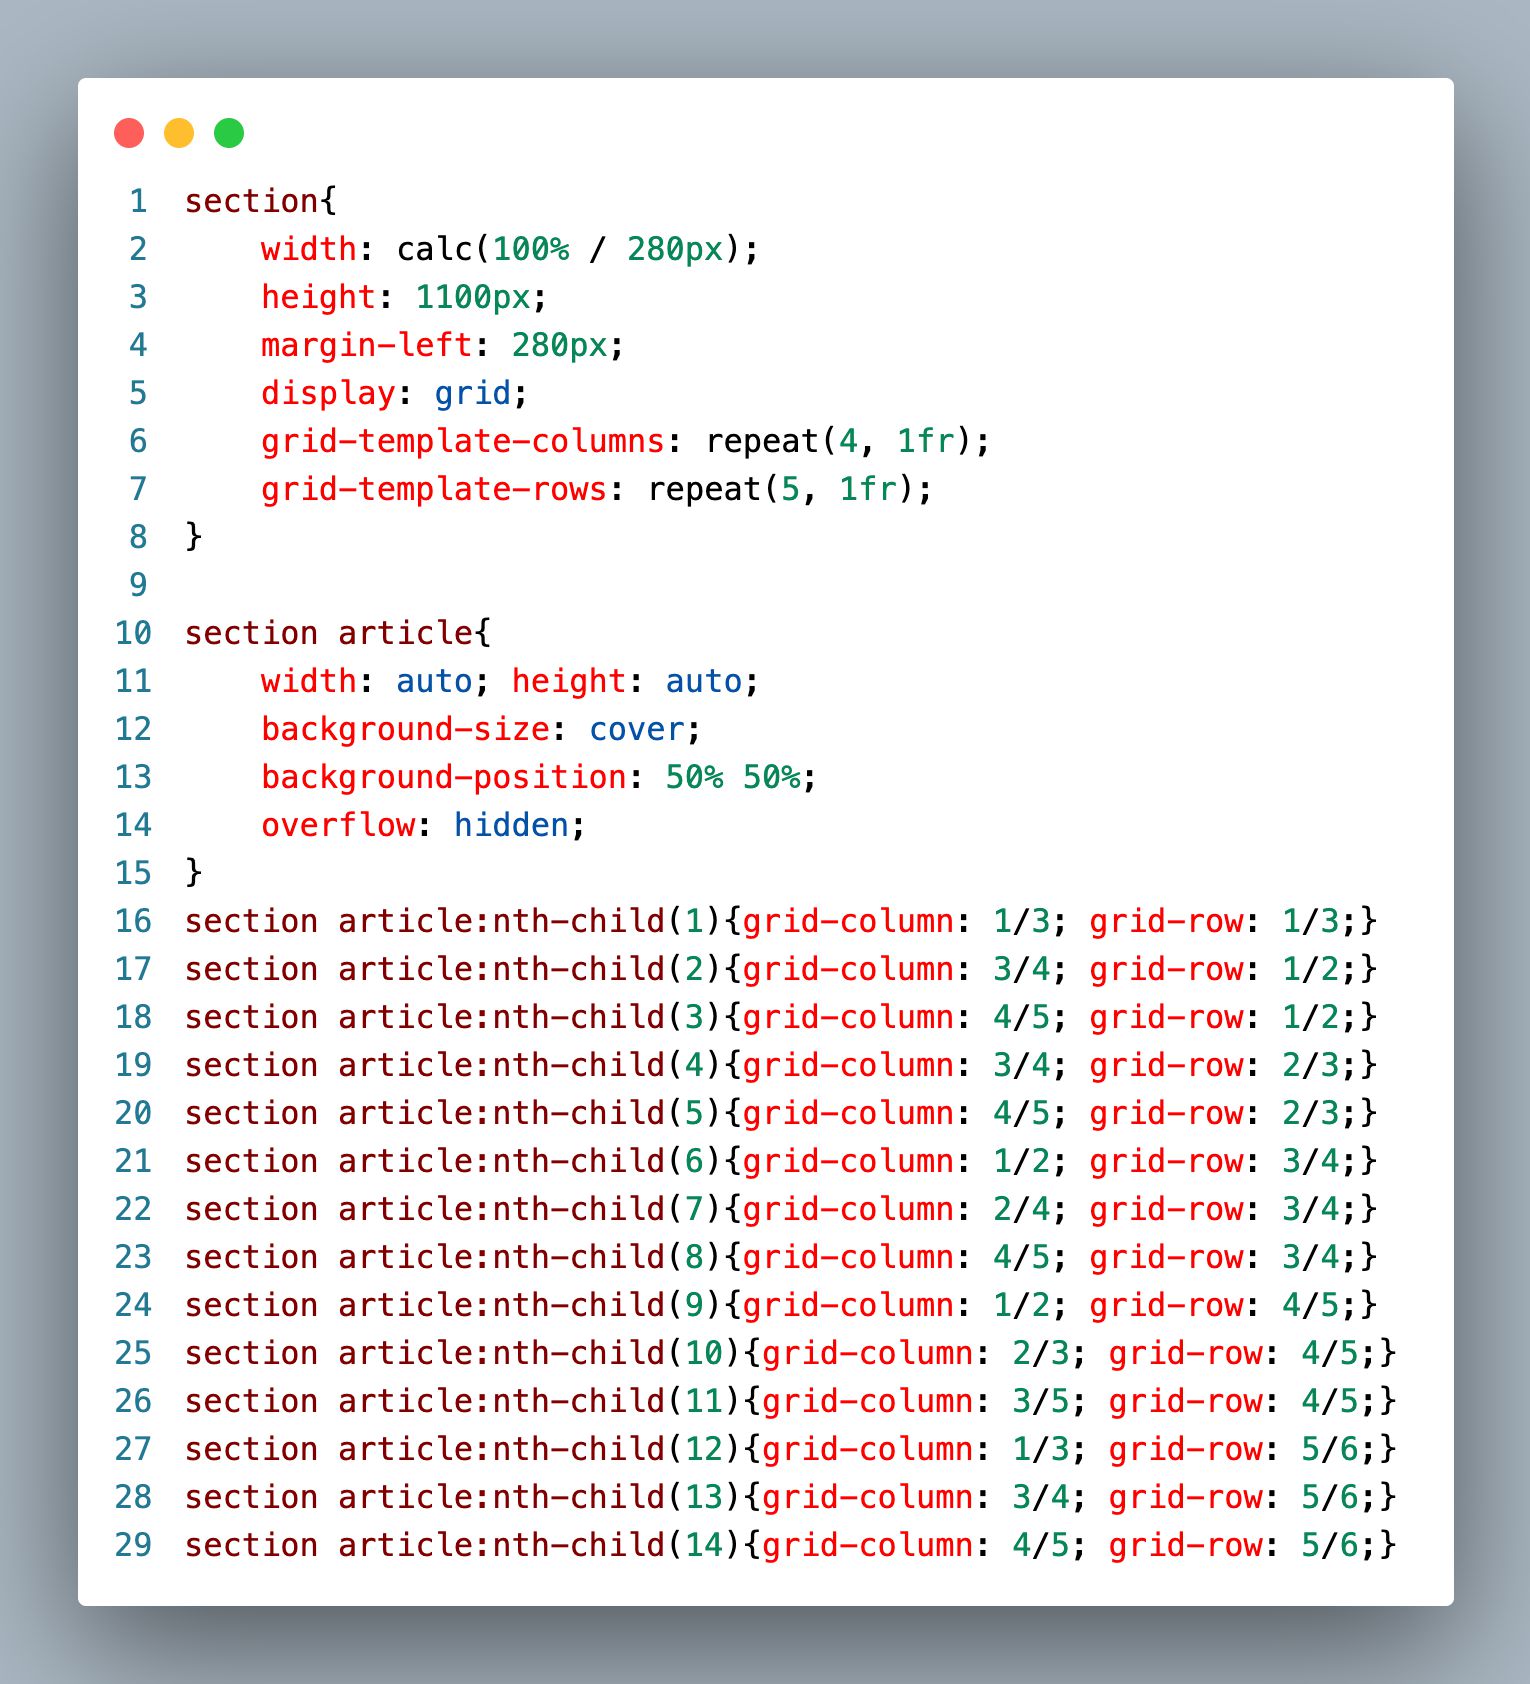 1 section{
2     width: calc(100% / 280px);
3     height: 1100px;
4     margin-left: 280px;
5     display: grid;
6     grid-template-columns: repeat(4, 1fr);
7     grid-template-rows: repeat(5, 1fr);
8 }
9
10 section article{
11     width: auto; height: auto;
12     background-size: cover;
13     background-position: 50% 50%;
14     overflow: hidden;
15 }
16 section article:nth-child(1){grid-column: 1/3; grid-row: 1/3;}
17 section article:nth-child(2){grid-column: 3/4; grid-row: 1/2;}
18 section article:nth-child(3){grid-column: 4/5; grid-row: 1/2;}
19 section article:nth-child(4){grid-column: 3/4; grid-row: 2/3;}
20 section article:nth-child(5){grid-column: 4/5; grid-row: 2/3;}
21 section article:nth-child(6){grid-column: 1/2; grid-row: 3/4;}
22 section article:nth-child(7){grid-column: 2/4; grid-row: 3/4;}
23 section article:nth-child(8){grid-column: 4/5; grid-row: 3/4;}
24 section article:nth-child(9){grid-column: 1/2; grid-row: 4/5;}
25 section article:nth-child(10){grid-column: 2/3; grid-row: 4/5;}
26 section article:nth-child(11){grid-column: 3/5; grid-row: 4/5;}
27 section article:nth-child(12){grid-column: 1/3; grid-row: 5/6;}
28 section article:nth-child(13){grid-column: 3/4; grid-row: 5/6;}
29 section article:nth-child(14){grid-column: 4/5; grid-row: 5/6;}